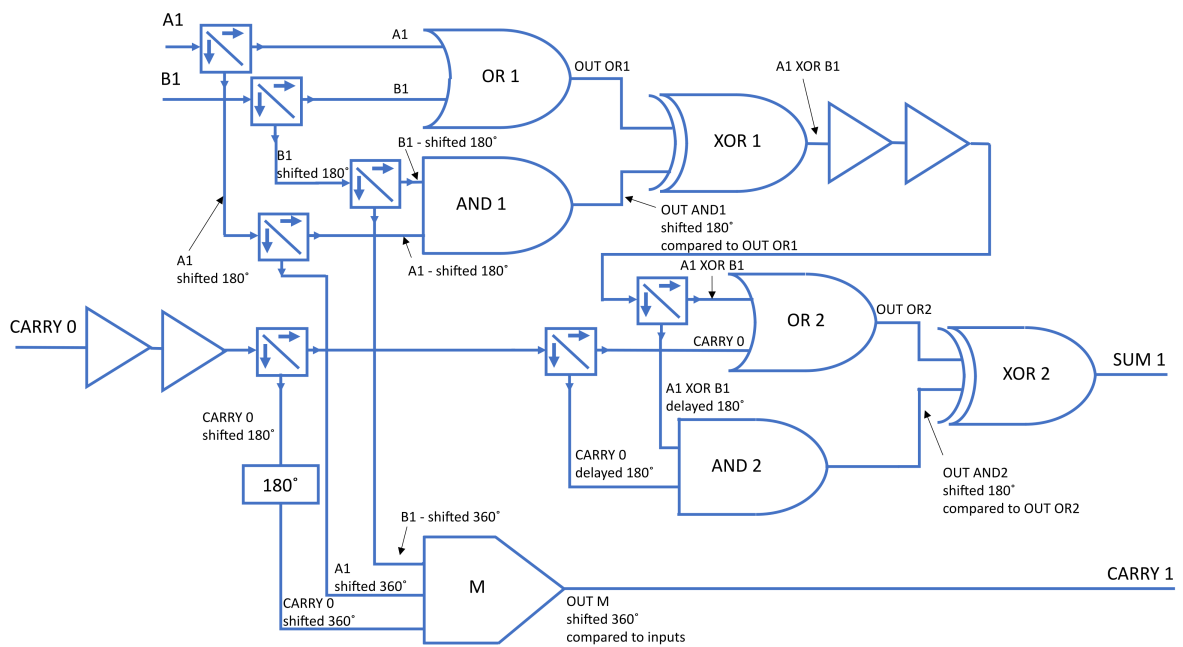 A1
A1
OR 1
OUT OR1
A1 XOR B1
B1
B1
B1 - shifted 180˚
XOR 1
B1
shifted 180˚
AND 1
OUT AND1
shifted 180˚
compared to OUT OR1
A1
shifted 180˚
A1 - shifted 180˚
A1 XOR B1
CARRY 0
OR 2
OUT OR2
CARRY 0
XOR 2
SUM 1
A1 XOR B1
delayed 180˚
CARRY 0
shifted 180˚
CARRY 0
delayed 180˚
AND 2
180˚
OUT AND2
shifted 180˚
compared to OUT OR2
B1 - shifted 360˚
A1
shifted 360˚
M
CARRY 1
CARRY 0
shifted 360˚
OUT M
shifted 360˚
compared to inputs